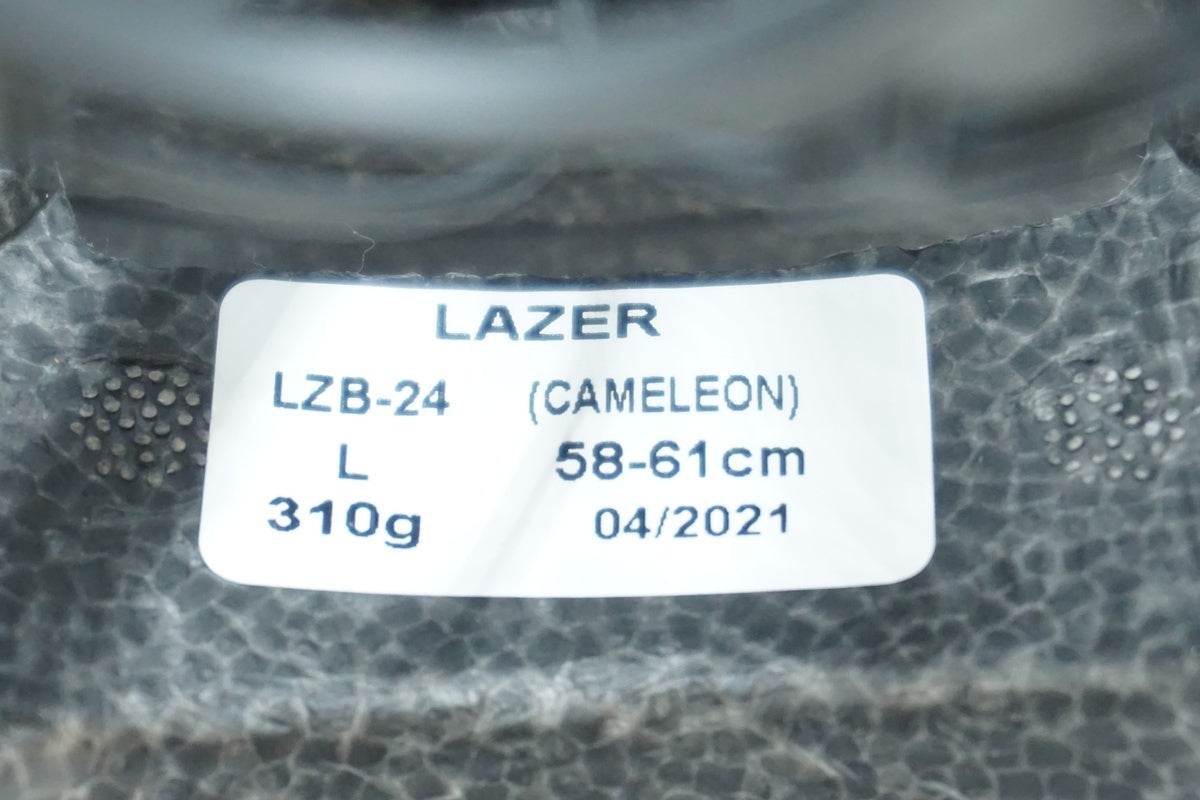 LAZER
LZB-24 (CAMELEON)
L 58-61cm
310g 04/2021